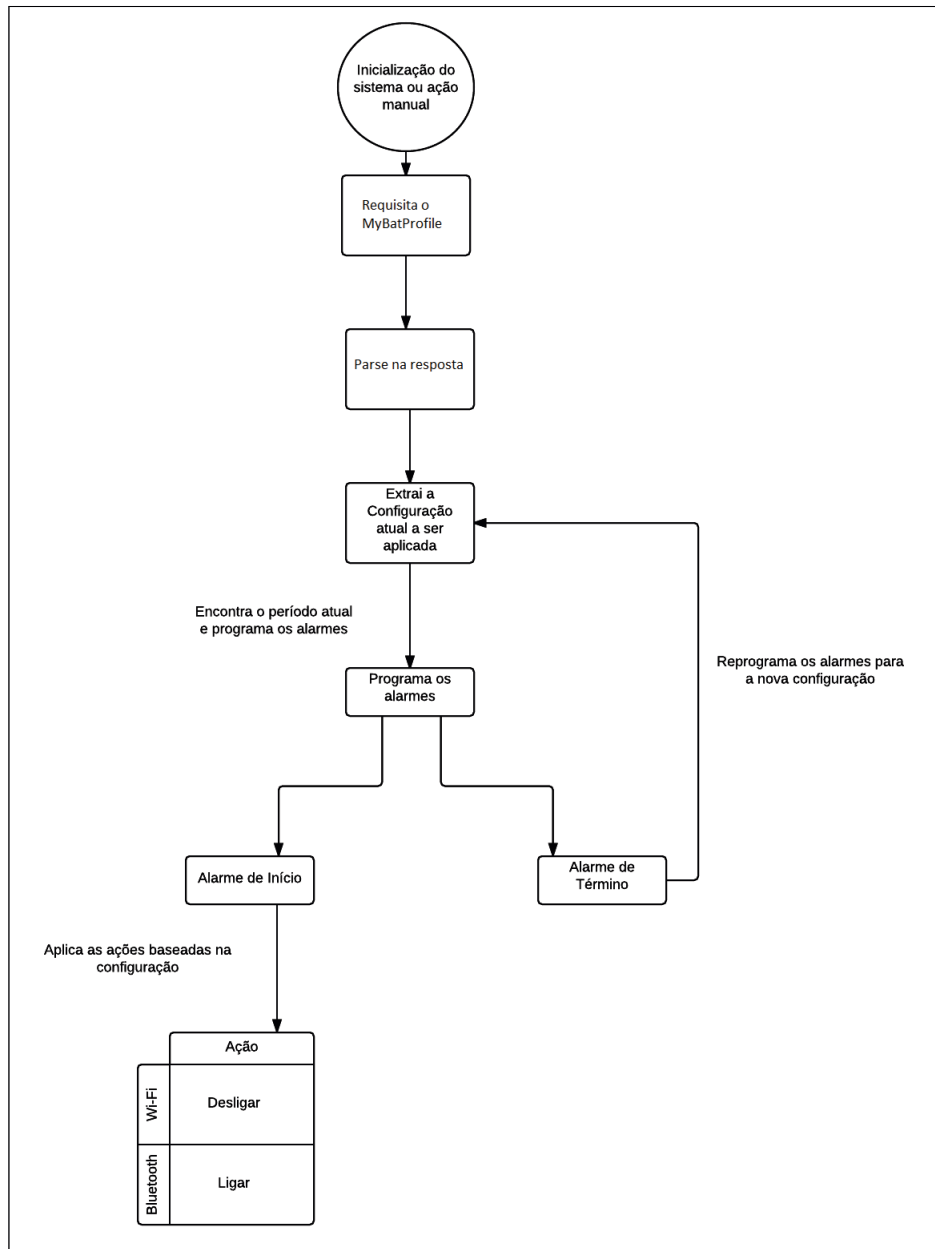 Inicialização do
sistema ou ação
manual
Requisita o
MyBatProfile
Parse na resposta
Extrai a
Configuração
atual a ser
aplicada
Encontra o período atual
e programa os alarmes
Programa os
alarmes
Reprograma os alarmes para
a nova configuração
Alarme de Início
Alarme de
Término
Aplica as ações baseadas na
configuração
Ação
Wi-Fi
Desligar
Bluetooth
Ligar